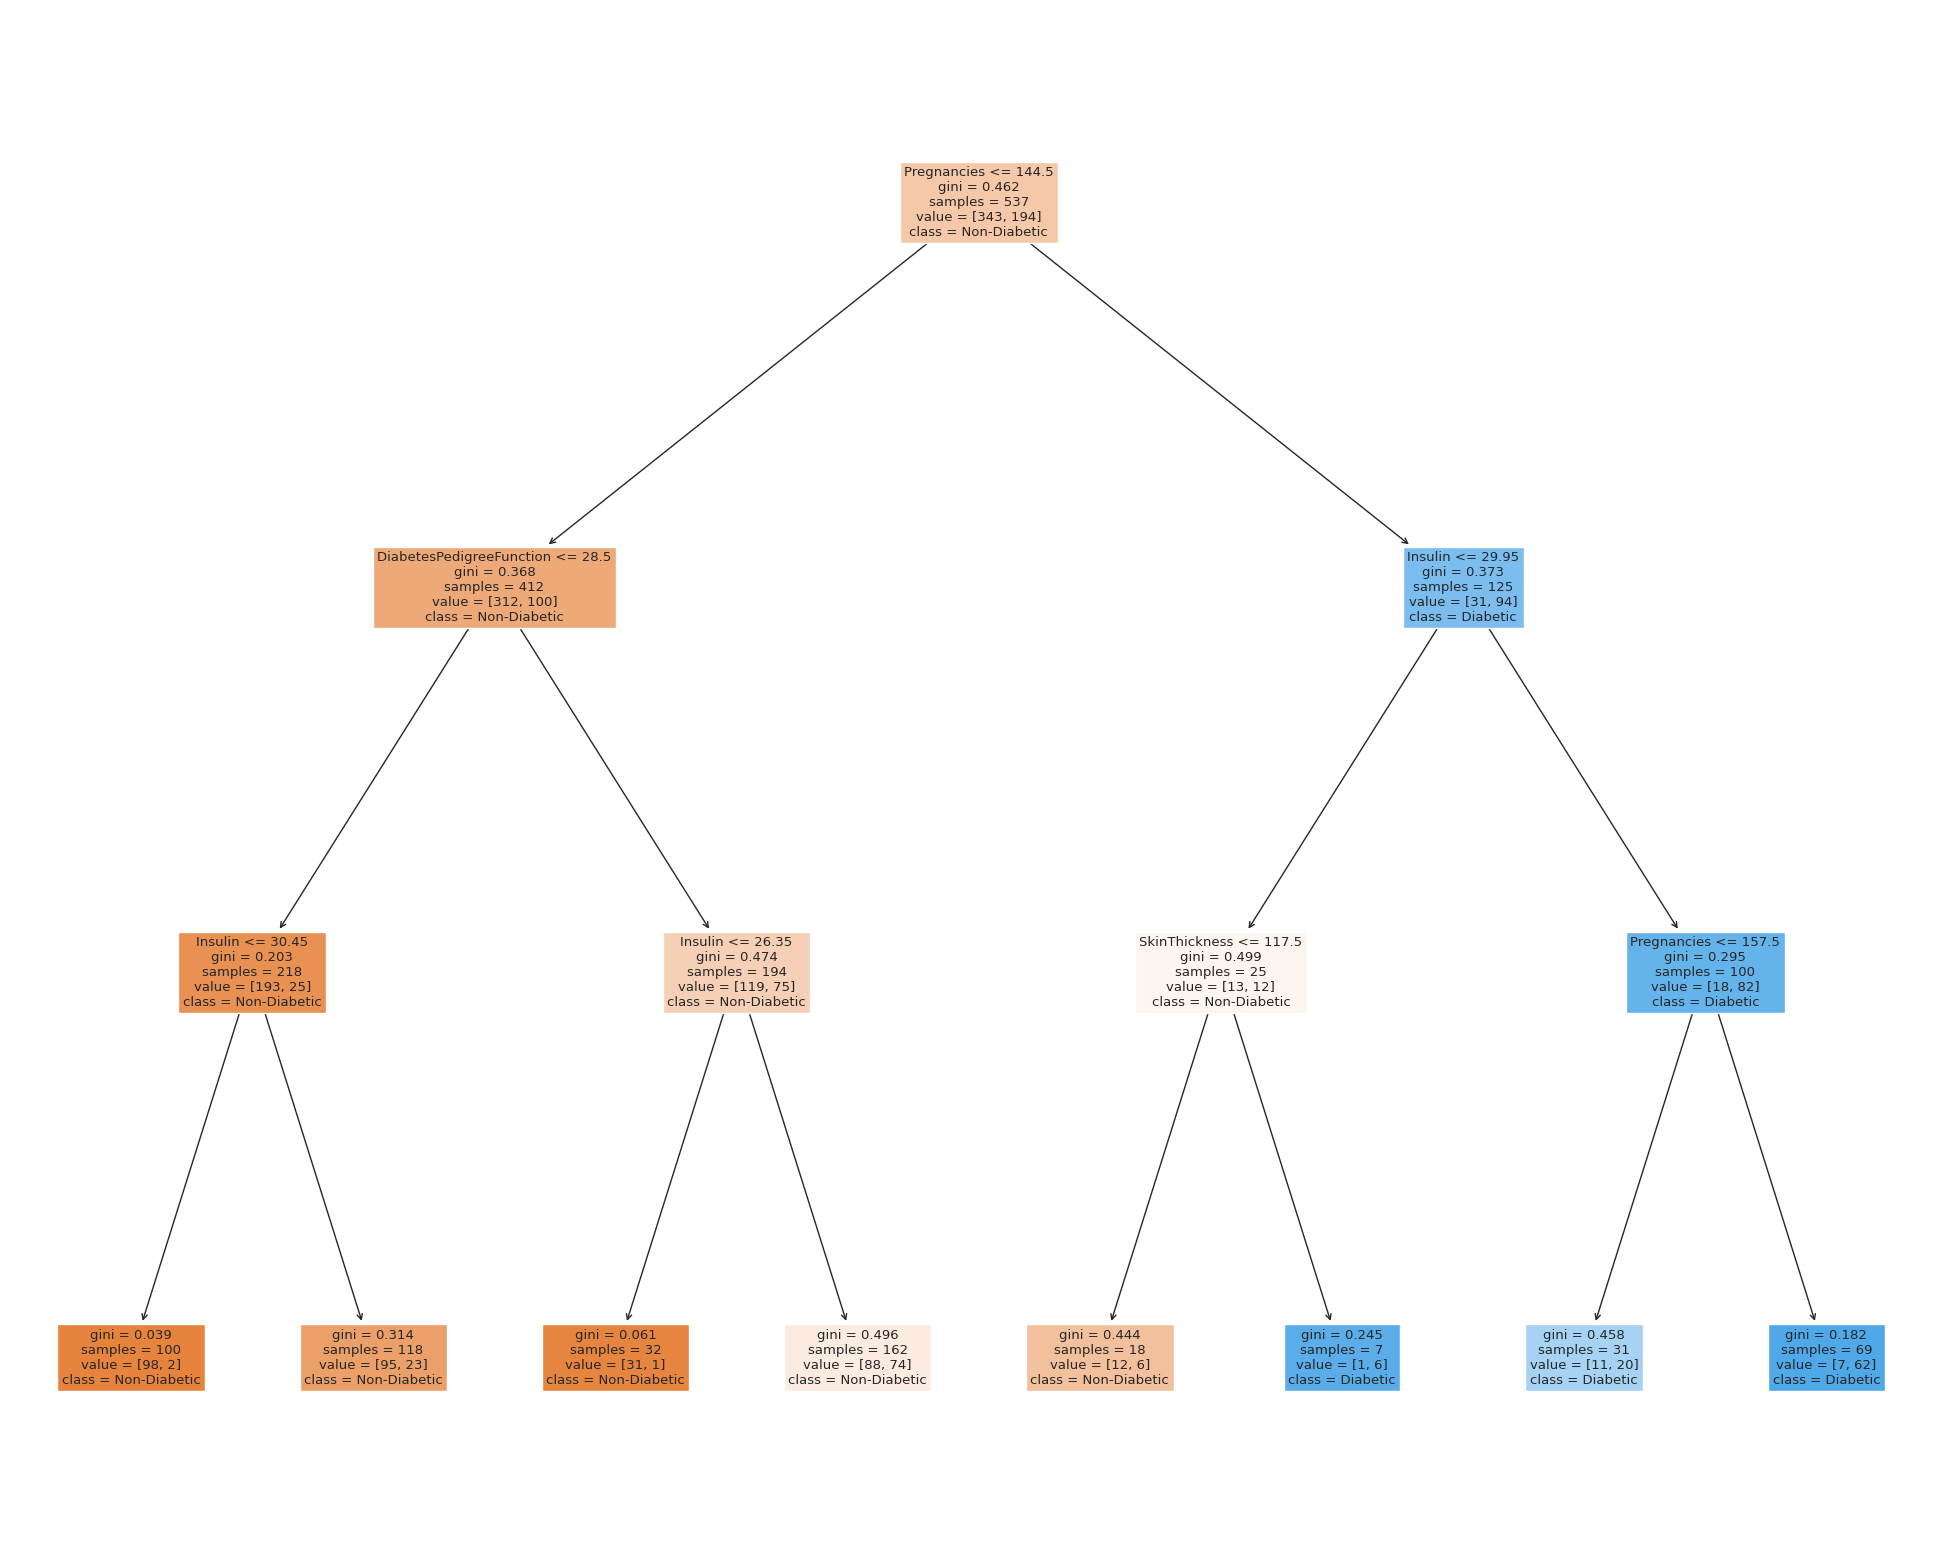 Pregnancies <= 144.5
gini = 0.462
samples = 537
value = [343, 194]
class = Non-Diabetic
DiabetesPedigreeFunction <= 28.5
gini = 0.368
samples = 412
value = [312, 100]
class = Non-Diabetic
Insulin <= 29.95
gini = 0.373
samples = 125
value = [31, 94]
class = Diabetic
Insulin <= 30.45
gini = 0.203
samples = 218
value = [193, 25]
class = Non-Diabetic
Insulin <= 26.35
gini = 0.474
samples = 194
value = [119, 75]
class = Non-Diabetic
SkinThickness <= 117.5
gini = 0.499
samples = 25
value = [13, 12]
class = Non-Diabetic
Pregnancies <= 157.5
gini = 0.295
samples = 100
value = [18, 82]
class = Diabetic
gini = 0.039
samples = 100
value = [98, 2]
class = Non-Diabetic
gini = 0.314
samples = 118
value = [95, 23]
class = Non-Diabetic
gini = 0.061
samples = 32
value = [31, 1]
class = Non-Diabetic
gini = 0.496
samples = 162
value = [88, 74]
class = Non-Diabetic
gini = 0.444
samples = 18
value = [12, 6]
class = Non-Diabetic
gini = 0.245
samples = 7
value = [1, 6]
class = Diabetic
gini = 0.458
samples = 31
value = [11, 20]
class = Diabetic
gini = 0.182
samples = 69
value = [7, 62]
class = Diabetic